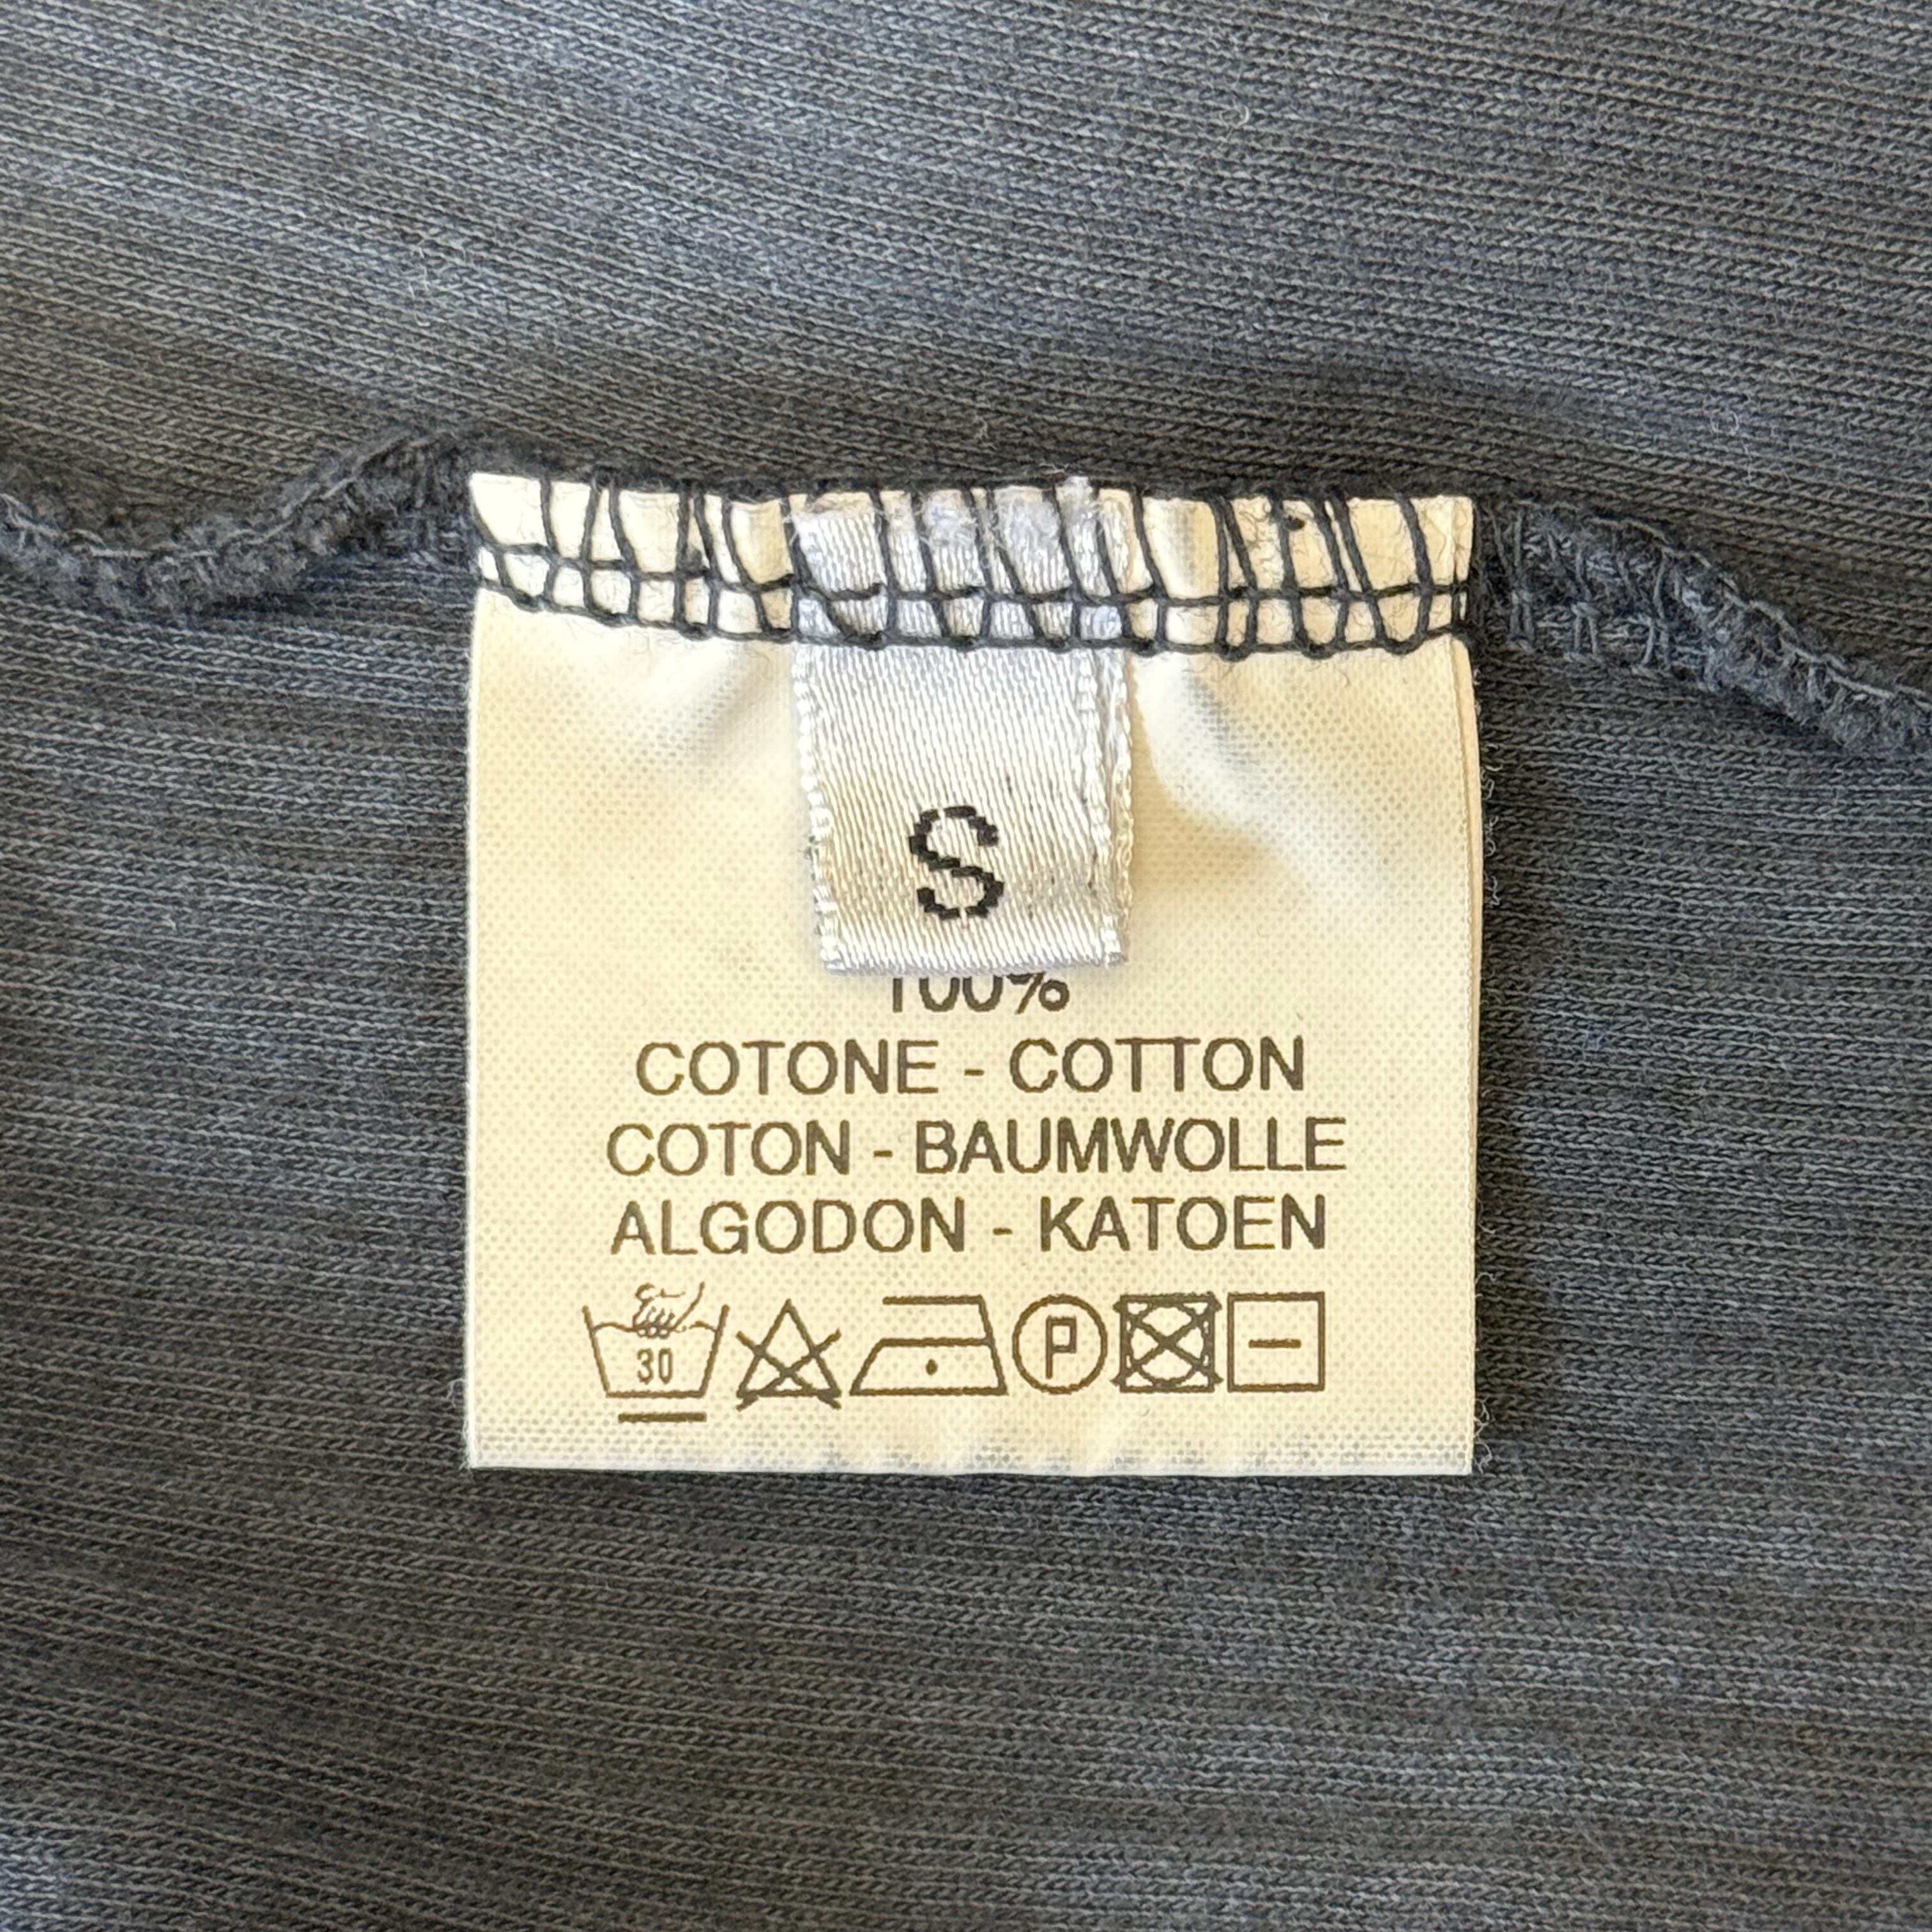 S
100%
COTONE - COTTON
COTON - BAUMWOLLE
ALGODON - KATOEN
30
P